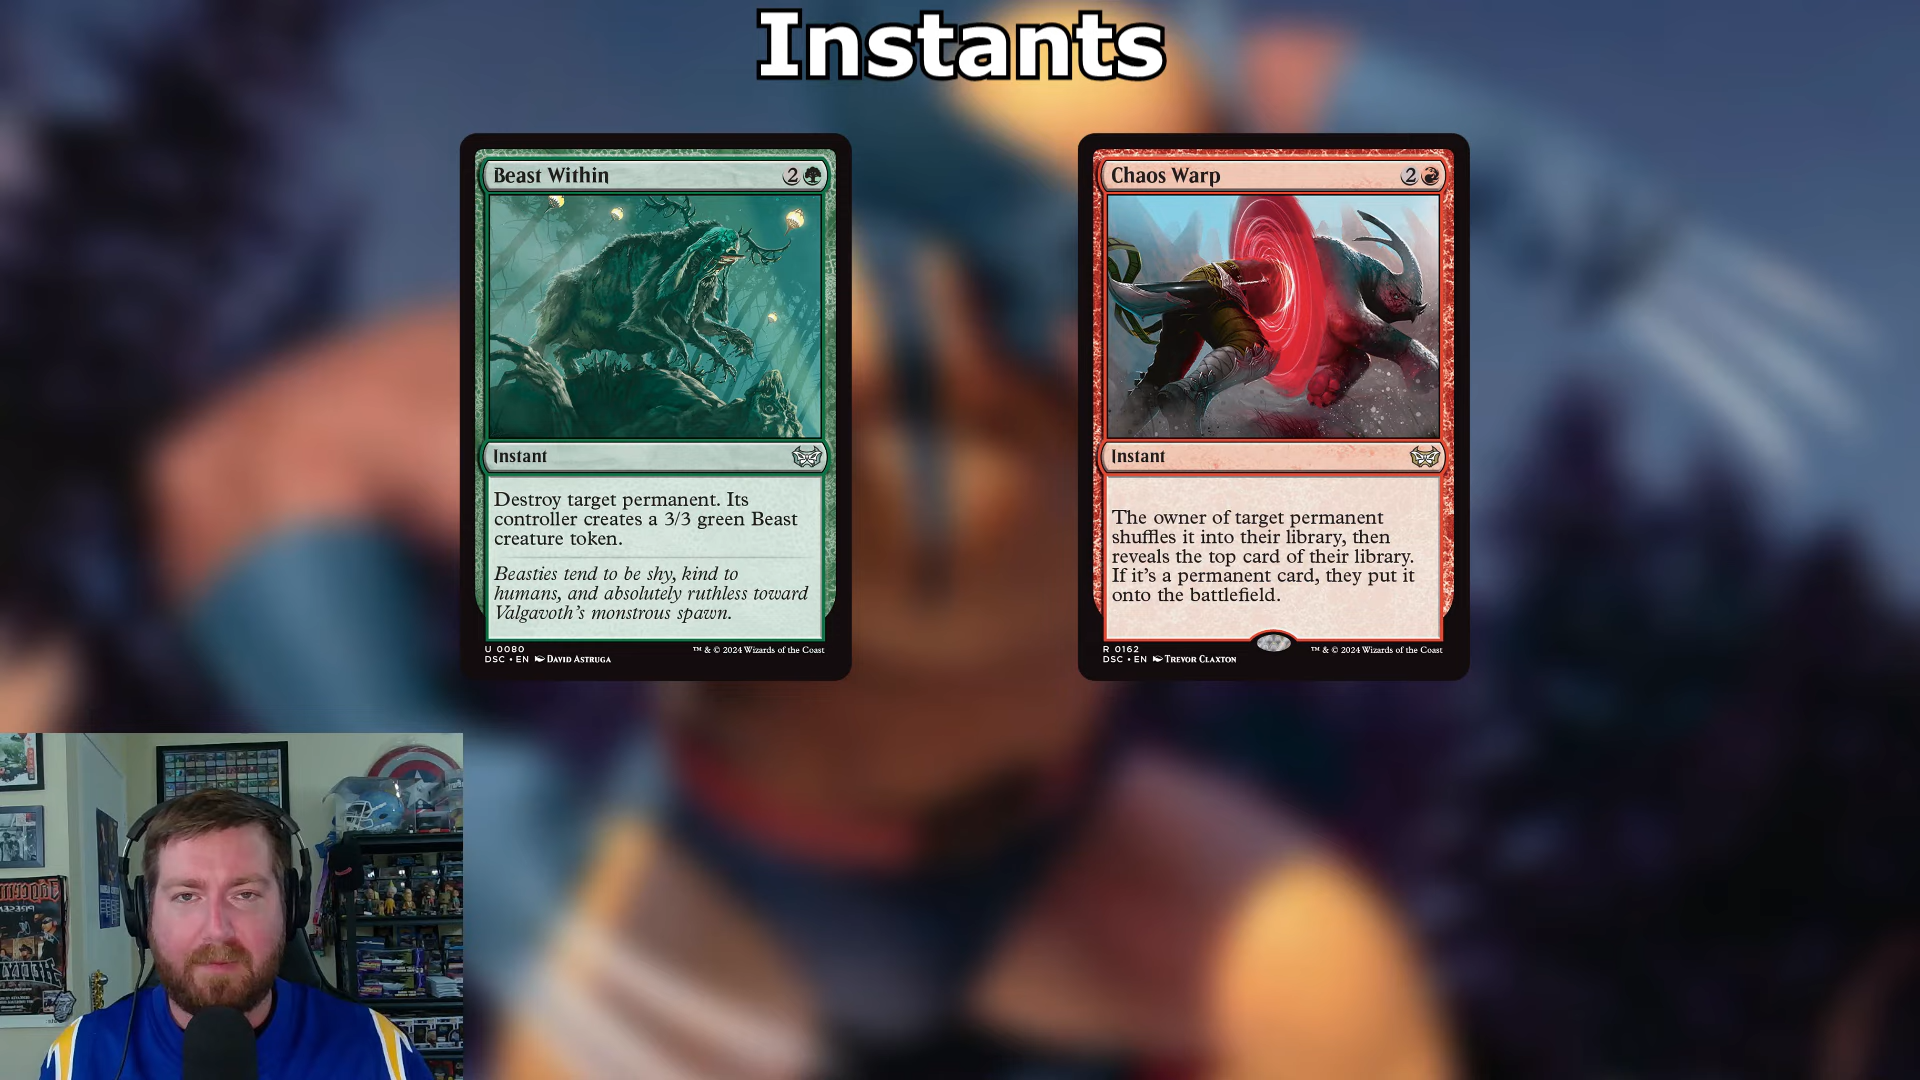 Instants
Beast Within
2
Instant
Destroy target permanent. Its
controller creates a 3/3 green Beast
creature token.
Beasties tend to be shy, kind to
humans, and absolutely ruthless toward
Valgavoth's monstrous spawn.
U 0080
DSC • EN DAVID ASTRUGA
™ & © 2024 Wizards of the Coast
Chaos Warp
2
Instant
The owner of target permanent
shuffles it into their library, then
reveals the top card of their library.
If it's a permanent card, they put it
onto the battlefield.
R 0162
DSC • EN TREVOR CLAXTON
™ & © 2024 Wizards of the Coast